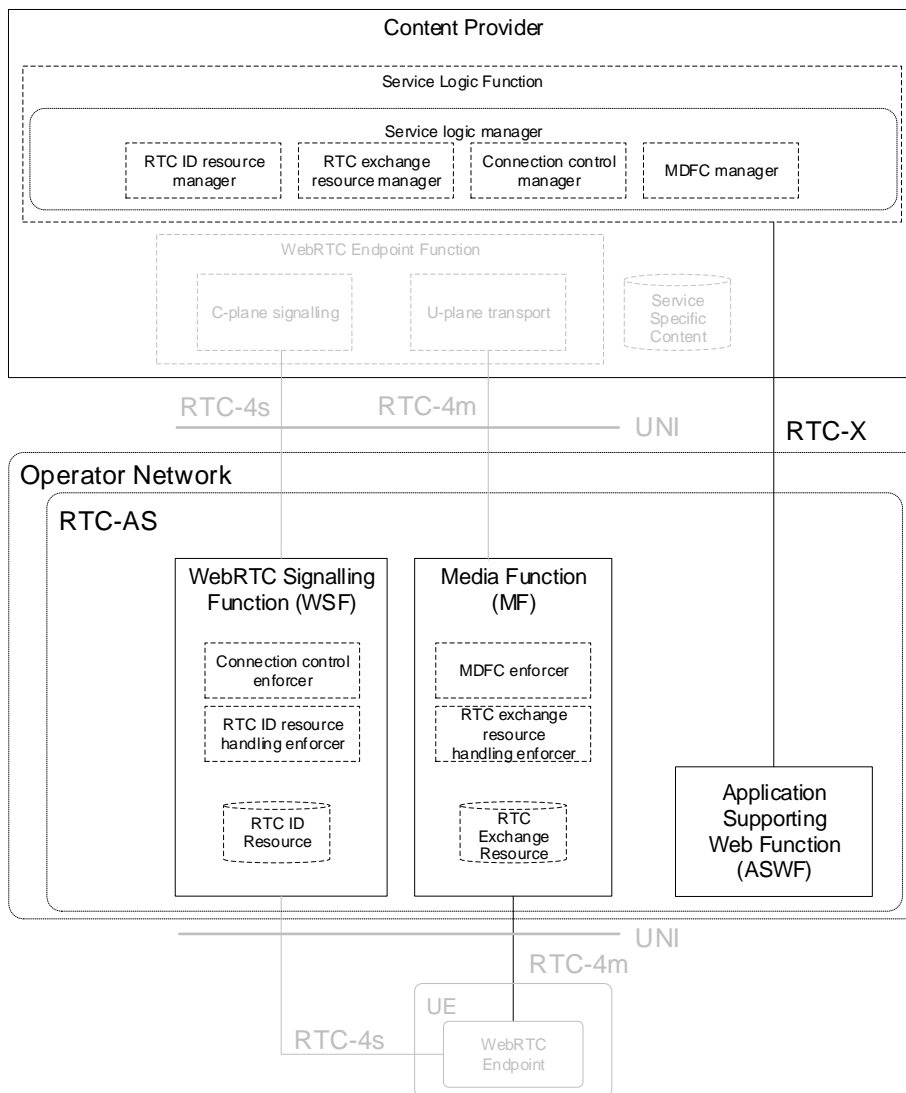 Content Provider
Service Logic Function
Service logic manager
RTC ID resource
manager
RTC exchange
resource manager
Connection control
manager
MDFC manager
WebRTC Endpoint Function
C-plane signalling
U-plane transport
Service
Specific
Content
RTC-4s
RTC-4m
UNI
RTC-X
Operator Network
RTC-AS
WebRTC Signalling
Function (WSF)
Connection control
enforcer
RTC ID resource
handling enforcer
RTC ID
Resource
Media Function
(MF)
MDFC enforcer
RTC exchange
resource
handling enforcer
RTC
Exchange
Resource
Application
Supporting
Web Function
(ASWF)
UNI
RTC-4m
UE
RTC-4s
WebRTC
Endpoint